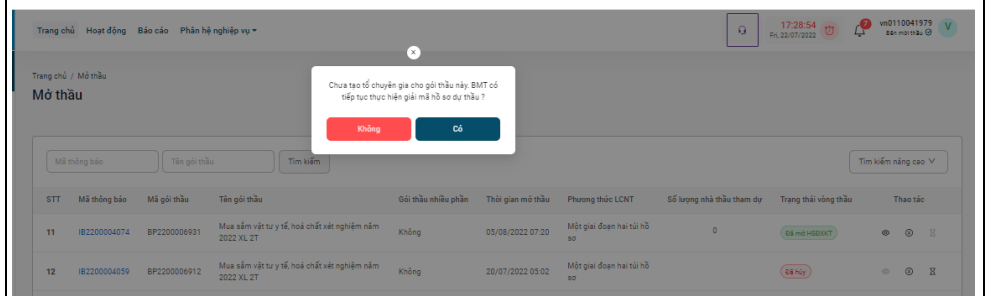 Trang chủ Hoạt động Báo cáo Phân hệ nghiệp vụ
17:28:54
Fri, 22/07/2022
7
vn0110041979
Bên mời thầu
V
x
Trang chủ / Mở thầu
Mở thầu
Chưa tạo tổ chuyên gia cho gói thầu này. BMT có
tiếp tục thực hiện giải mã hồ sơ dự thầu ?
Không Có
Mã thông báo Tên gói thầu Tìm kiếm Tìm kiếm nâng cao
STT Mã thông báo Mã gói thầu Tên gói thầu Gói thầu nhiều phần Thời gian mở thầu Phương thức LCNT Số lượng nhà thầu tham dự Trạng thái vòng thầu Thao tác
11 IB2200004074 BP2200006931 Mua sắm vật tư y tế, hoá chất xét nghiệm năm
2022 XL 2T
Không 05/08/2022 07:20 Một giai đoạn hai túi hồ
sơ
0 Đã mở HSĐXKT
12 IB2200004059 BP2200006912 Mua sắm vật tư y tế, hoá chất xét nghiệm năm
2022 XL 2T
Không 20/07/2022 05:02 Một giai đoạn hai túi hồ
sơ
Đã hủy